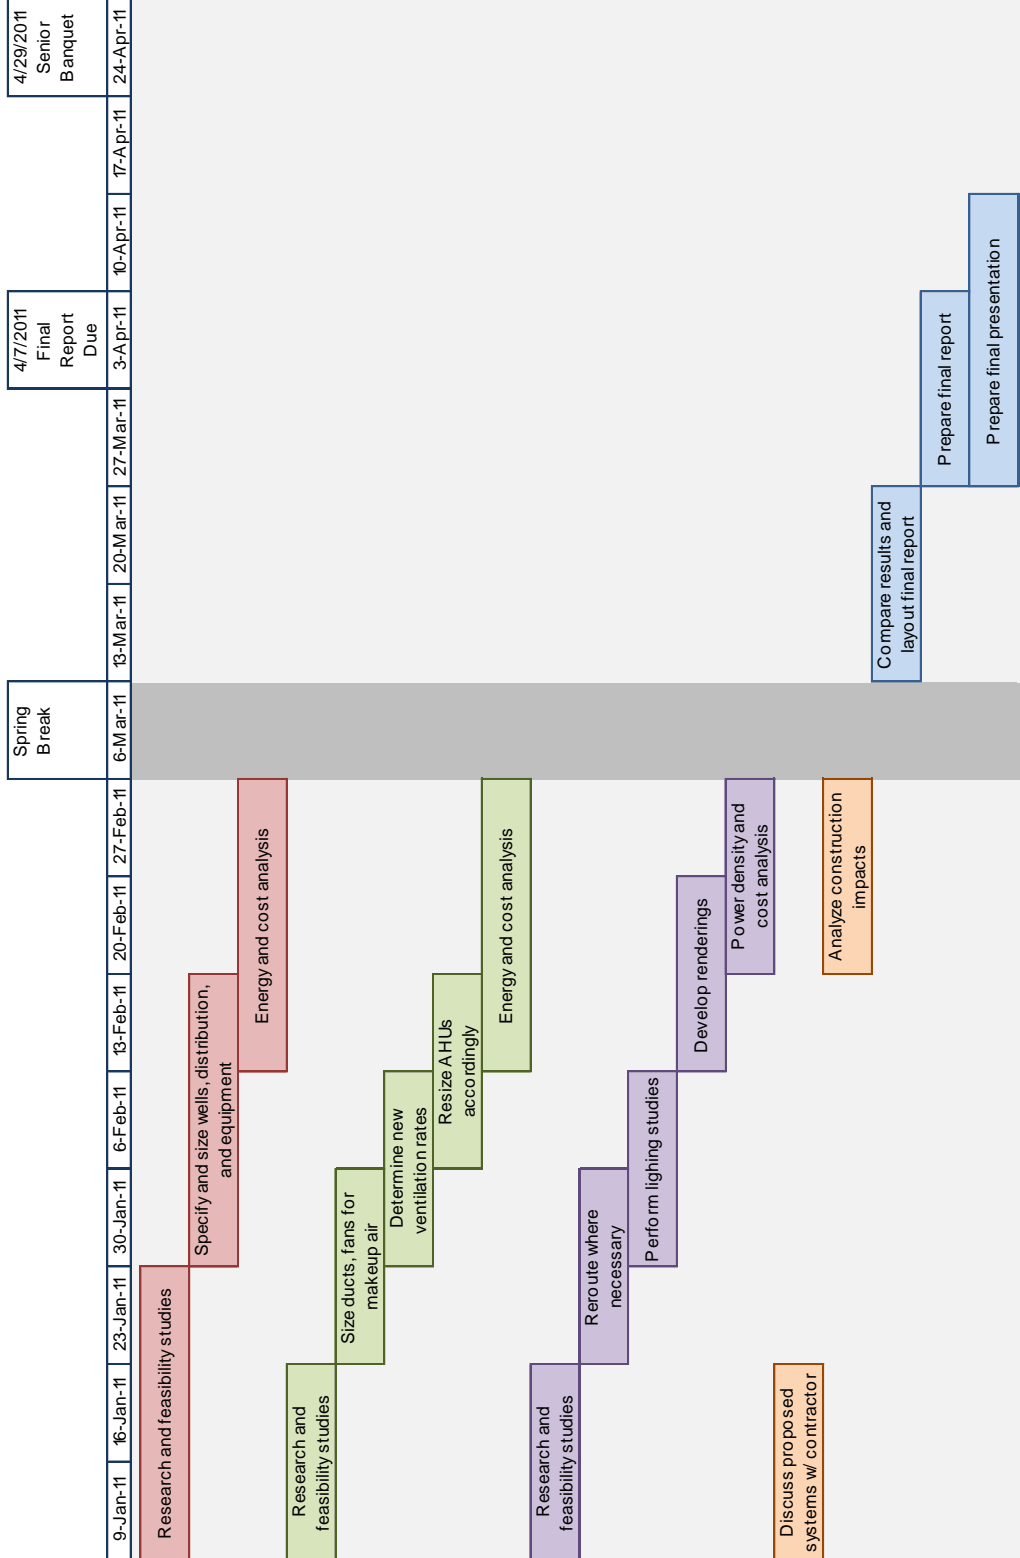 Spring
Break
4/7/2011
Final
Report
Due
4/29/2011
Senior
Banquet
9-Jan-11
16-Jan-11
23-Jan-11
30-Jan-11
6-Feb-11
13-Feb-11
20-Feb-11
27-Feb-11
6-Mar-11
13-Mar-11
20-Mar-11
27-Mar-11
3-Apr-11
10-Apr-11
17-Apr-11
24-Apr-11
Research and feasibility studies
Specify and size wells, distribution,
and equipment
Energy and cost analysis
Research and
feasibility studies
Size ducts, fans for
makeup air
Determine new
ventilation rates
Resize AHUs
accordingly
Energy and cost analysis
Research and
feasibility studies
Reroute where
necessary
Perform lighing studies
Develop renderings
Power density and
cost analysis
Discuss proposed
systems w/ contractor
Analyze construction
impacts
Compare results and
layout final report
Prepare final report
Prepare final presentation